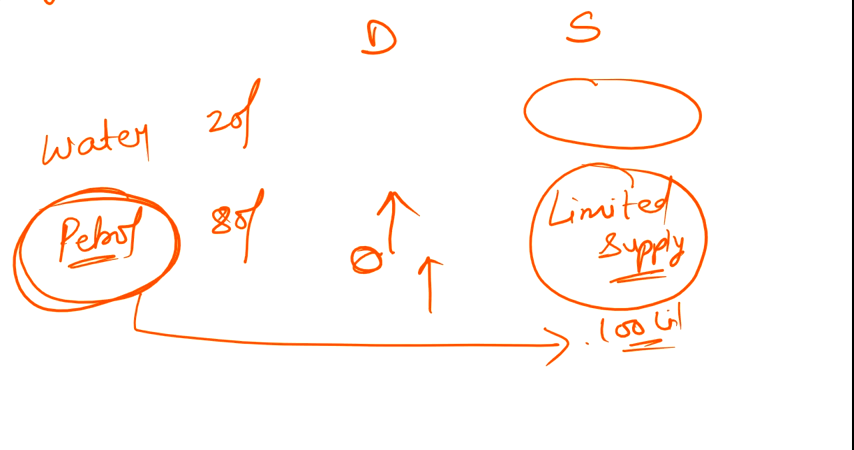 D S
Water 20/
Petrol 80/
Limited
Supply
100 Lit